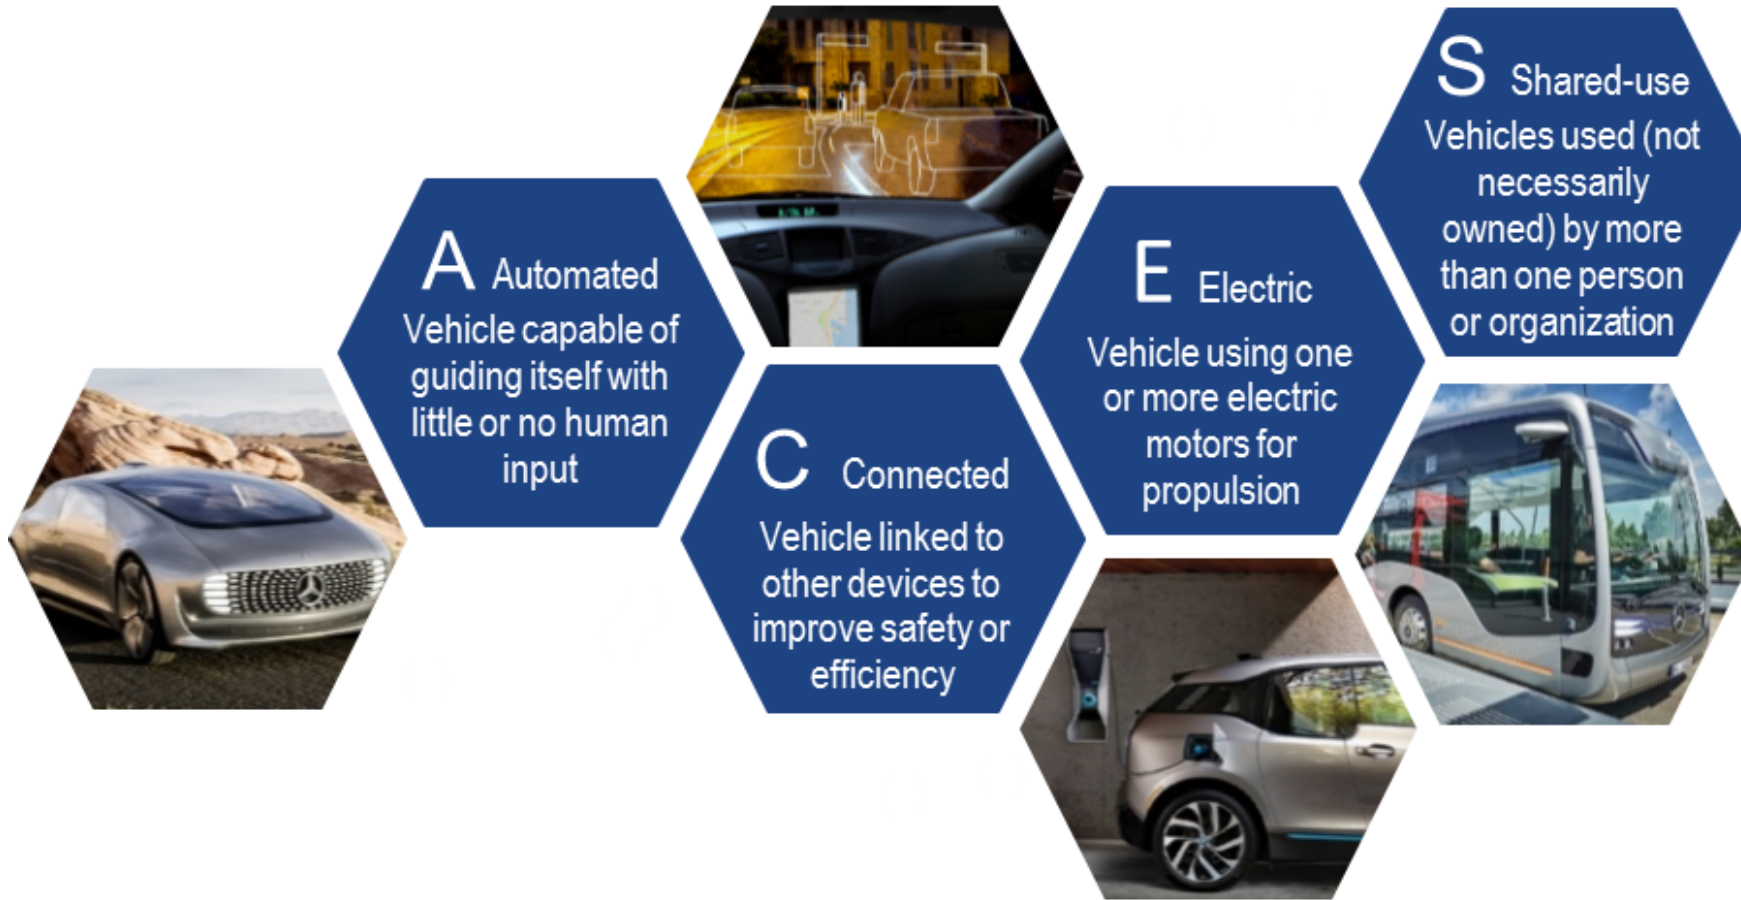 A Automated
Vehicle capable of
guiding itself with
little or no human
input
C Connected
Vehicle linked to
other devices to
improve safety or
efficiency
E Electric
Vehicle using one
or more electric
motors for
propulsion
S Shared-use
Vehicles used (not
necessarily
owned) by more
than one person
or organization